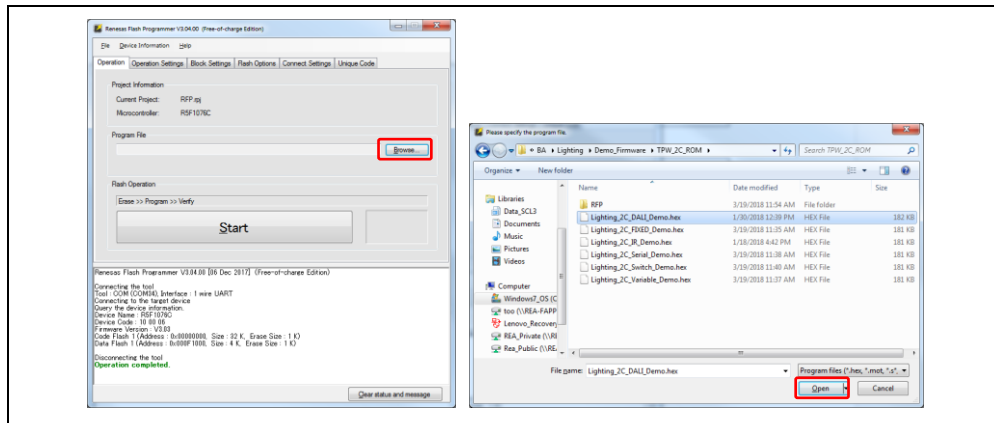 Renesas Flash Programmer V3.04.00 (Free-of-charge Edition)
File Device Information Help
Operation Operation Settings Block Settings Flash Options Connect Settings Unique Code
Project Information
Current Project: RFP.rpj
Microcontroller: R5F1076C
Program File
Browse...
Flash Operation
Erase >> Program >> Verify
Start
Renesas Flash Programmer V3.04.00 [06 Dec 2017] (Free-of-charge Edition)
Connecting the tool
Tool : COM (COM34), Interface : 1 wire UART
Connecting to the target device
Query the device information.
Device Name : R5F1076C
Device Code : 10 00 06
Firmware Version : V3.03
Code Flash 1 (Address : 0x00000000, Size : 32 K, Erase Size : 1 K)
Data Flash 1 (Address : 0x000F1000, Size : 4 K, Erase Size : 1 K)
Disconnecting the tool
Operation completed.
Clear status and message
Please specify the program file.
« BA Lighting Demo_Firmware TPW_2C_ROM
Search TPW_2C_ROM
Organize New folder
Name Date modified Type Size
Libraries
Data_SCL3
Documents
Music
Pictures
Videos
Computer
Windows7_OS (C
too (\\REA-FAPP
Lenovo_Recovery
REA_Private (\\RE
Rea_Public (\\RE
RFP 3/19/2018 11:54 AM File folder
Lighting_2C_DALI_Demo.hex 1/30/2018 12:39 PM HEX File 182 KB
Lighting_2C_FIXED_Demo.hex 3/19/2018 11:35 AM HEX File 181 KB
Lighting_2C_IR_Demo.hex 1/18/2018 4:42 PM HEX File 181 KB
Lighting_2C_Serial_Demo.hex 3/19/2018 11:38 AM HEX File 181 KB
Lighting_2C_Switch_Demo.hex 3/19/2018 11:40 AM HEX File 181 KB
Lighting_2C_Variable_Demo.hex 3/19/2018 11:37 AM HEX File 181 KB
File name: Lighting_2C_DALI_Demo.hex
Program files (*.hex, *.mot, *.s*,
Open Cancel